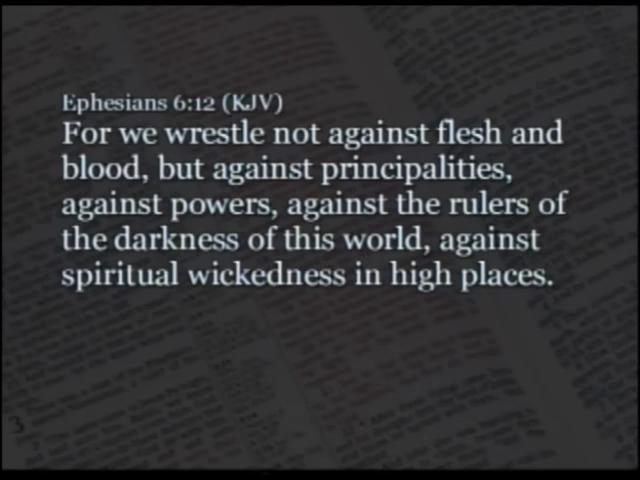 Ephesians 6:12 (KJV)
For we wrestle not against flesh and
blood, but against principalities,
against powers, against the rulers of
the darkness of this world, against
spiritual wickedness in high places.